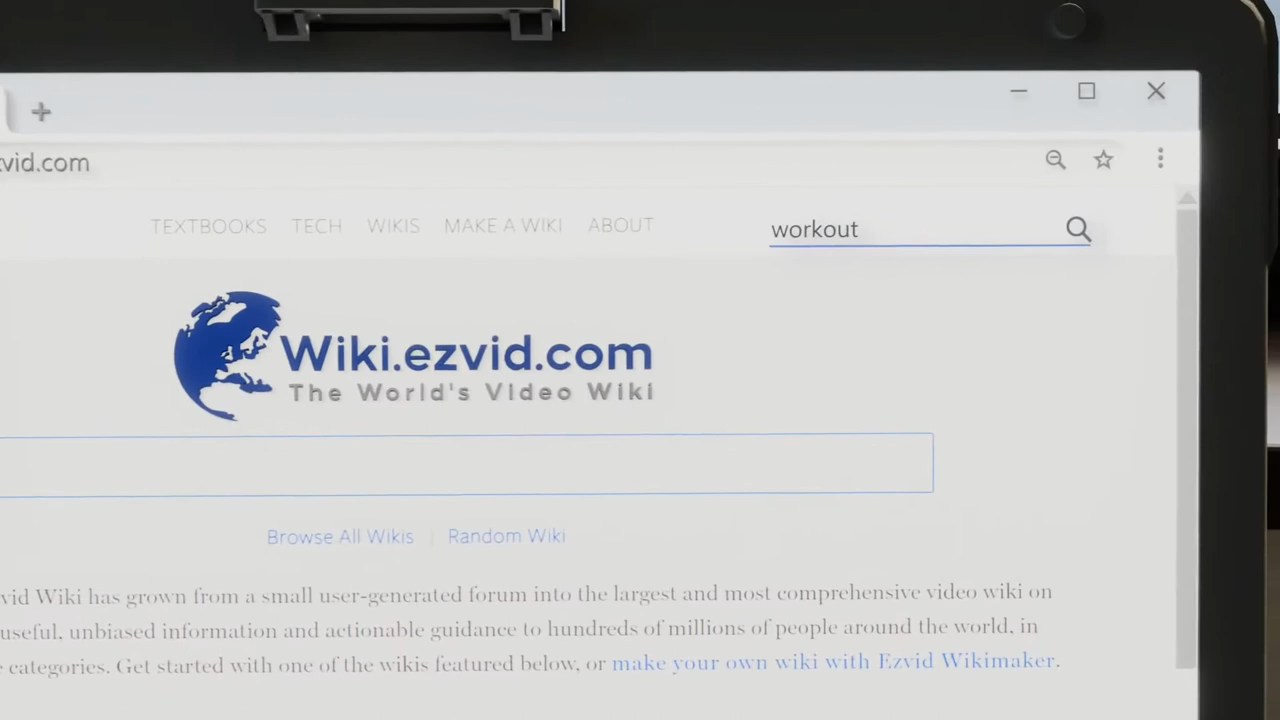 vid.com
TEXTBOOKS TECH WIKIS MAKE A WIKI ABOUT
workout
Wiki.ezvid.com
The World's Video Wiki
Browse All Wikis Random Wiki
vid Wiki has grown from a small user-generated forum into the largest and most comprehensive video wiki on
useful, unbiased information and actionable guidance to hundreds of millions of people around the world, in
categories. Get started with one of the wikis featured below, or make your own wiki with Ezvid Wikimaker.